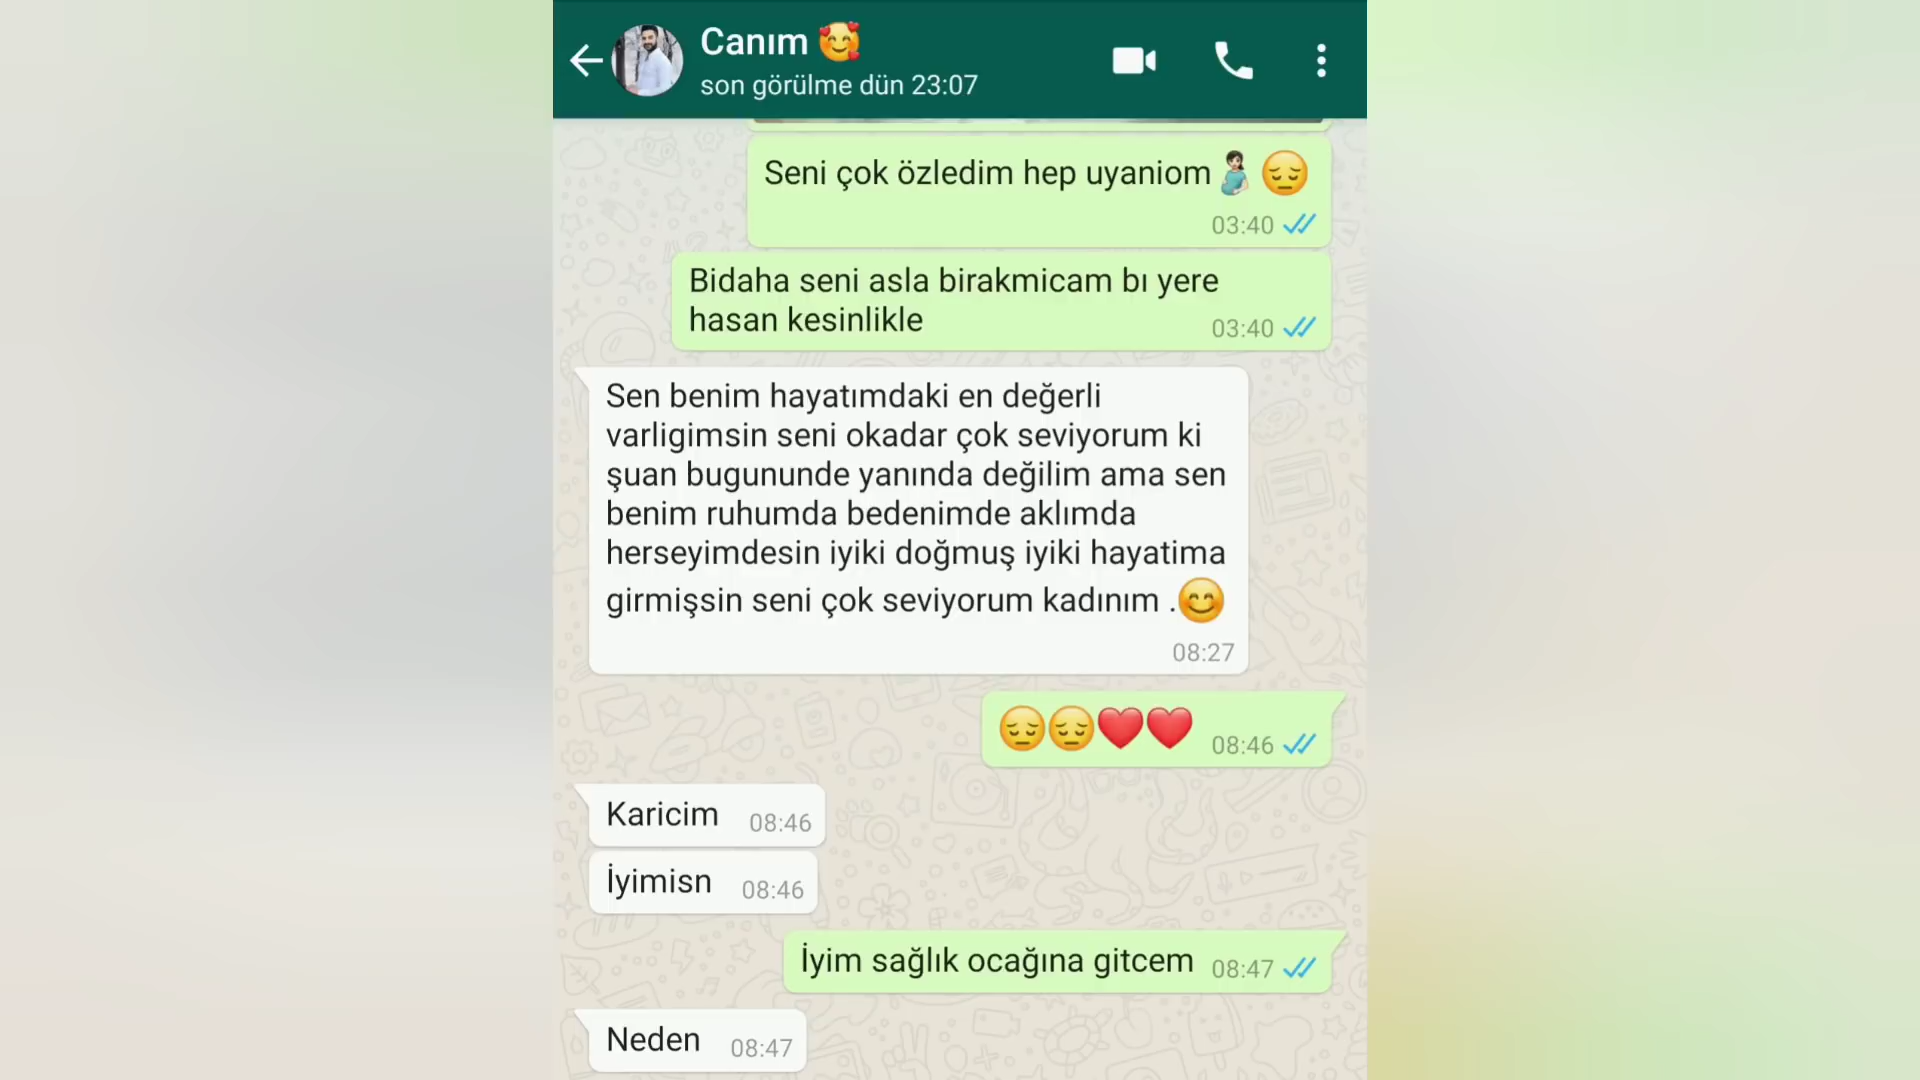 Canım 🥰
son görülme dün 23:07
Seni çok özledim hep uyaniom🤰🏻😔
03:40
Bidaha seni asla birakmicam bı yere
hasan kesinlikle 03:40
Sen benim hayatımdaki en değerli
varligimsin seni okadar çok seviyorum ki
şuan bugununde yanında değilim ama sen
benim ruhumda bedenimde aklımda
herseyimdesin iyiki doğmuş iyiki hayatima
girmişsin seni çok seviyorum kadınım .😊
08:27
😔😔❤️❤️ 08:46
Karicim 08:46
İyimisn 08:46
İyim sağlık ocağına gitcem 08:47
Neden 08:47